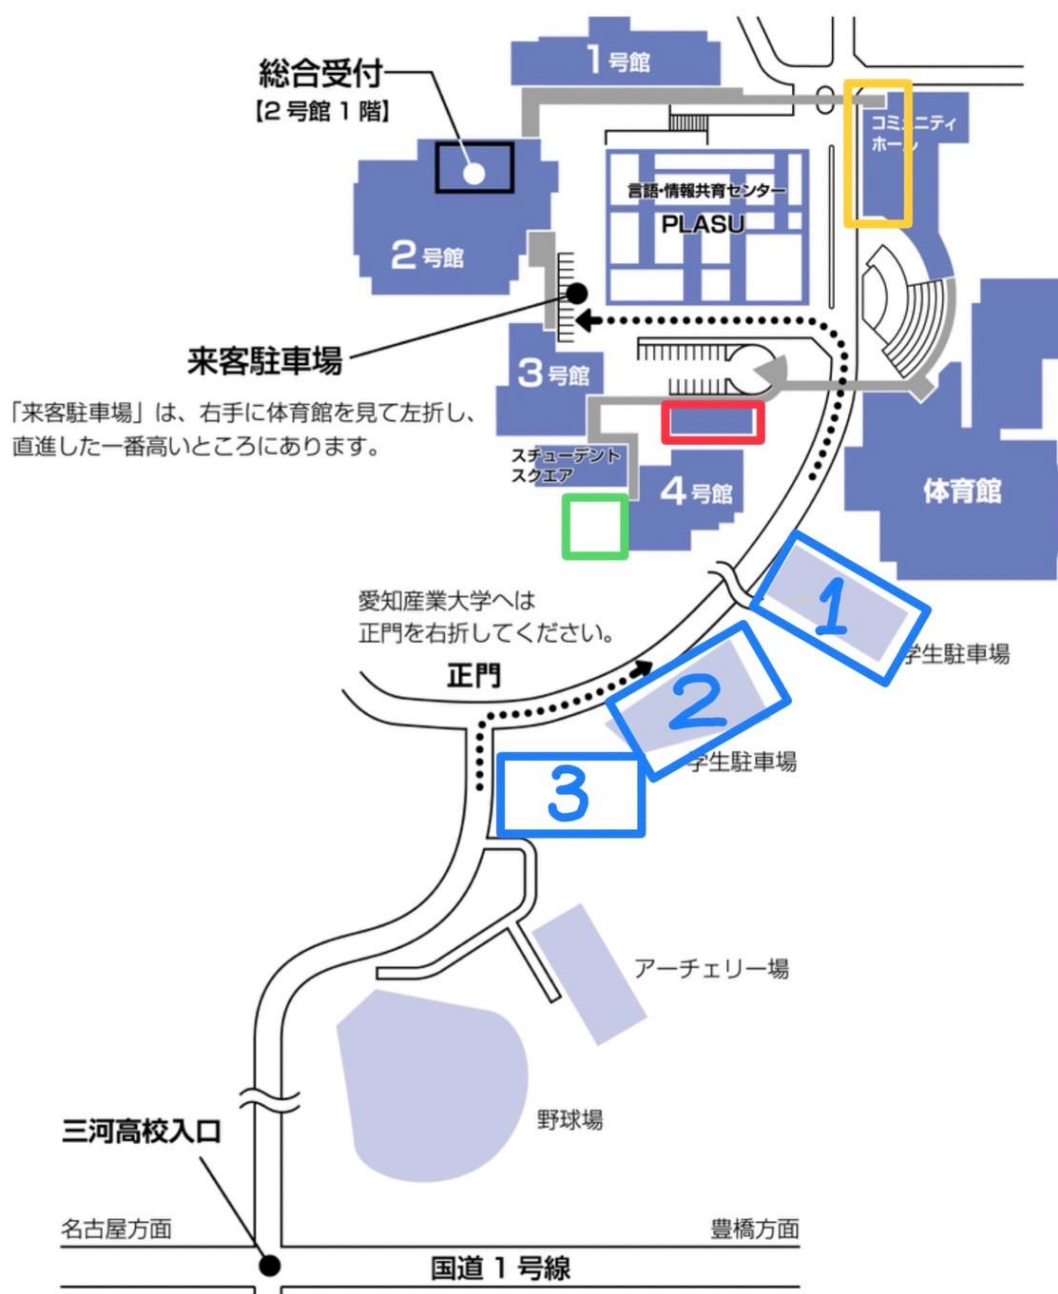 1号館
総合受付
【2号館1階】
コミュニティ
ホール
言語・情報共育センター
PLASU
2号館
来客駐車場
3号館
「来客駐車場」は、右手に体育館を見て左折し、
直進した一番高いところにあります。
スチューデント
スクエア
4号館
体育館
愛知産業大学へは
正門を右折してください。
1
学生駐車場
正門
2
学生駐車場
3
アーチェリー場
野球場
三河高校入口
名古屋方面
豊橋方面
国道1号線